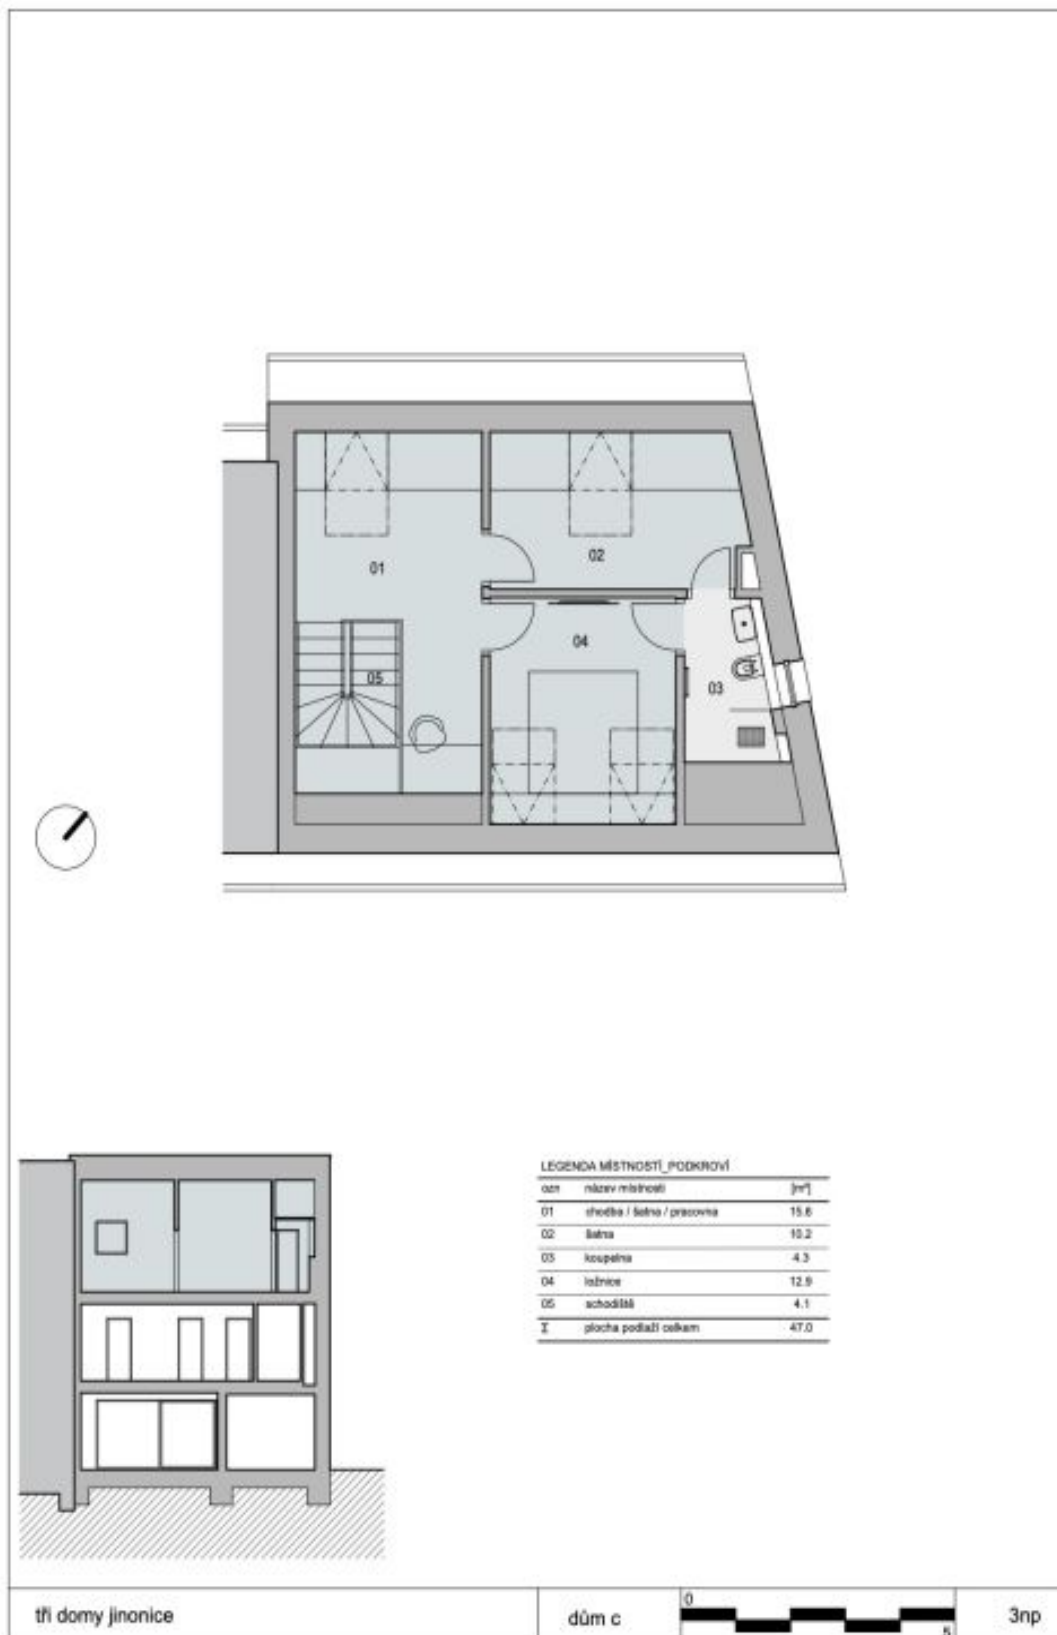 01
02
04
05
03
LEGENDA MÍSTNOSTÍ_PODKROVÍ
ozn název místnosti [m²]
01 chodba / šatna / pracovna 15.6
02 šatna 10.2
03 koupelna 4.3
04 ložnice 12.9
05 schodiště 4.1
Σ plocha podlaží celkem 47.0
tři domy jinonice dům c 0 5 3np